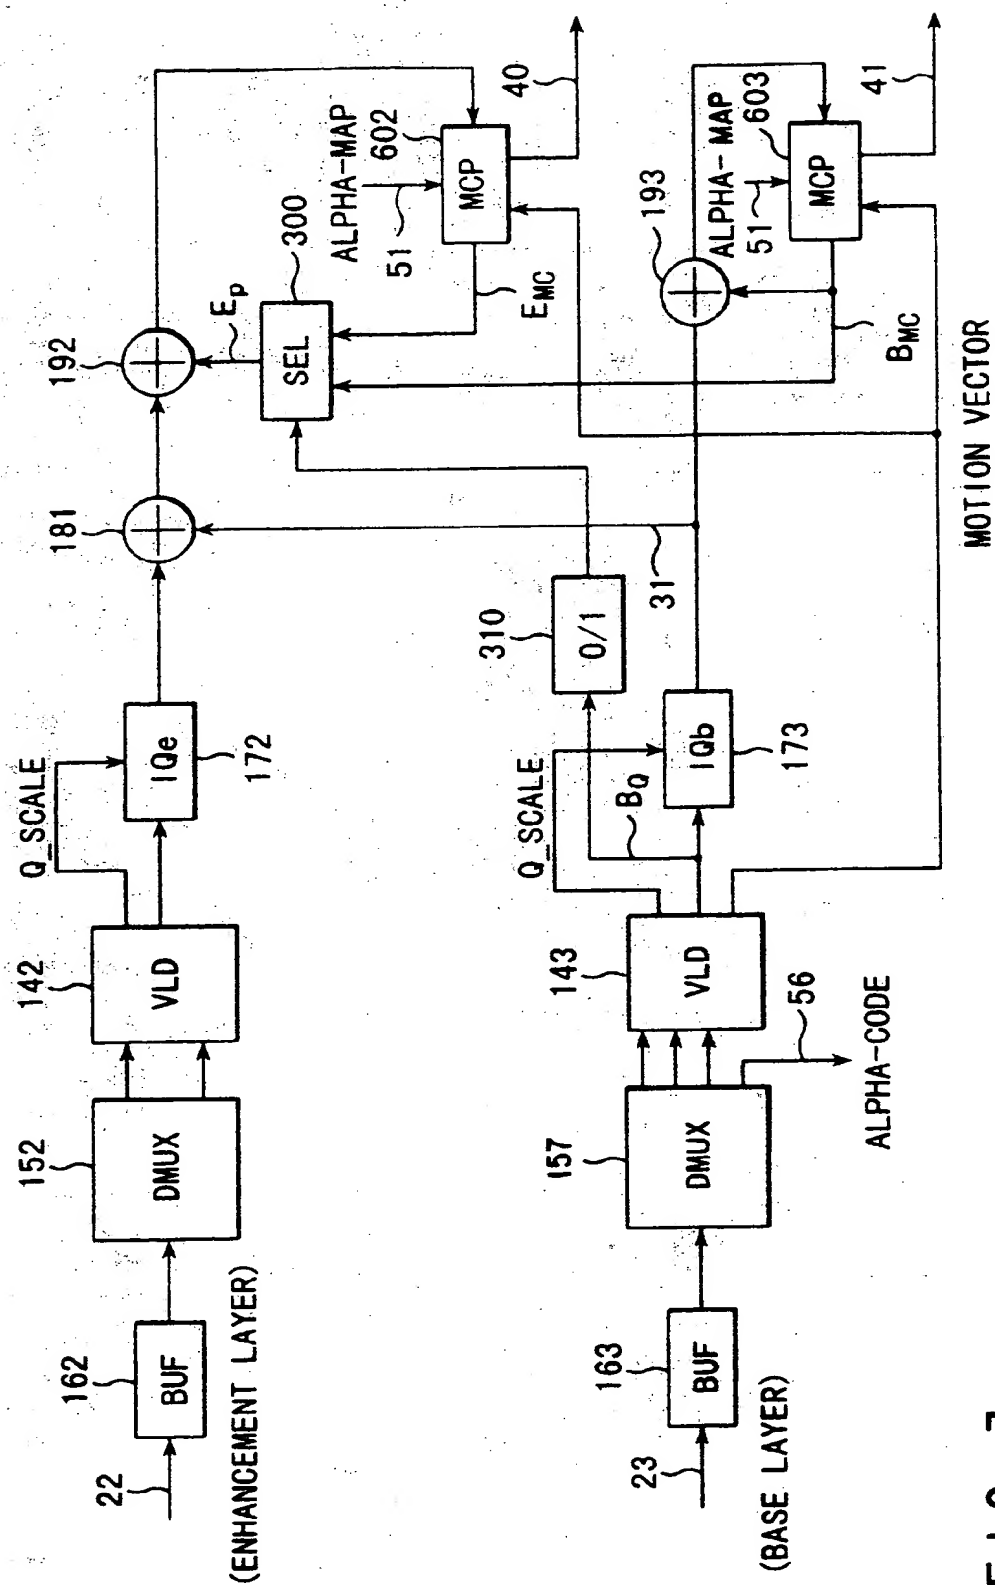 22
162
BUF
(ENHANCEMENT LAYER)
152
DMUX
142
VLD
Q_SCALE
IQe
172
181
192
EP
SEL
300
EMC
ALPHA-MAP
51
602
MCP
40
23
163
BUF
(BASE LAYER)
157
DMUX
56
ALPHA-CODE
143
VLD
Q_SCALE
BQ
IQb
173
310
0/1
31
193
BMC
ALPHA-MAP
51
603
MCP
41
MOTION VECTOR